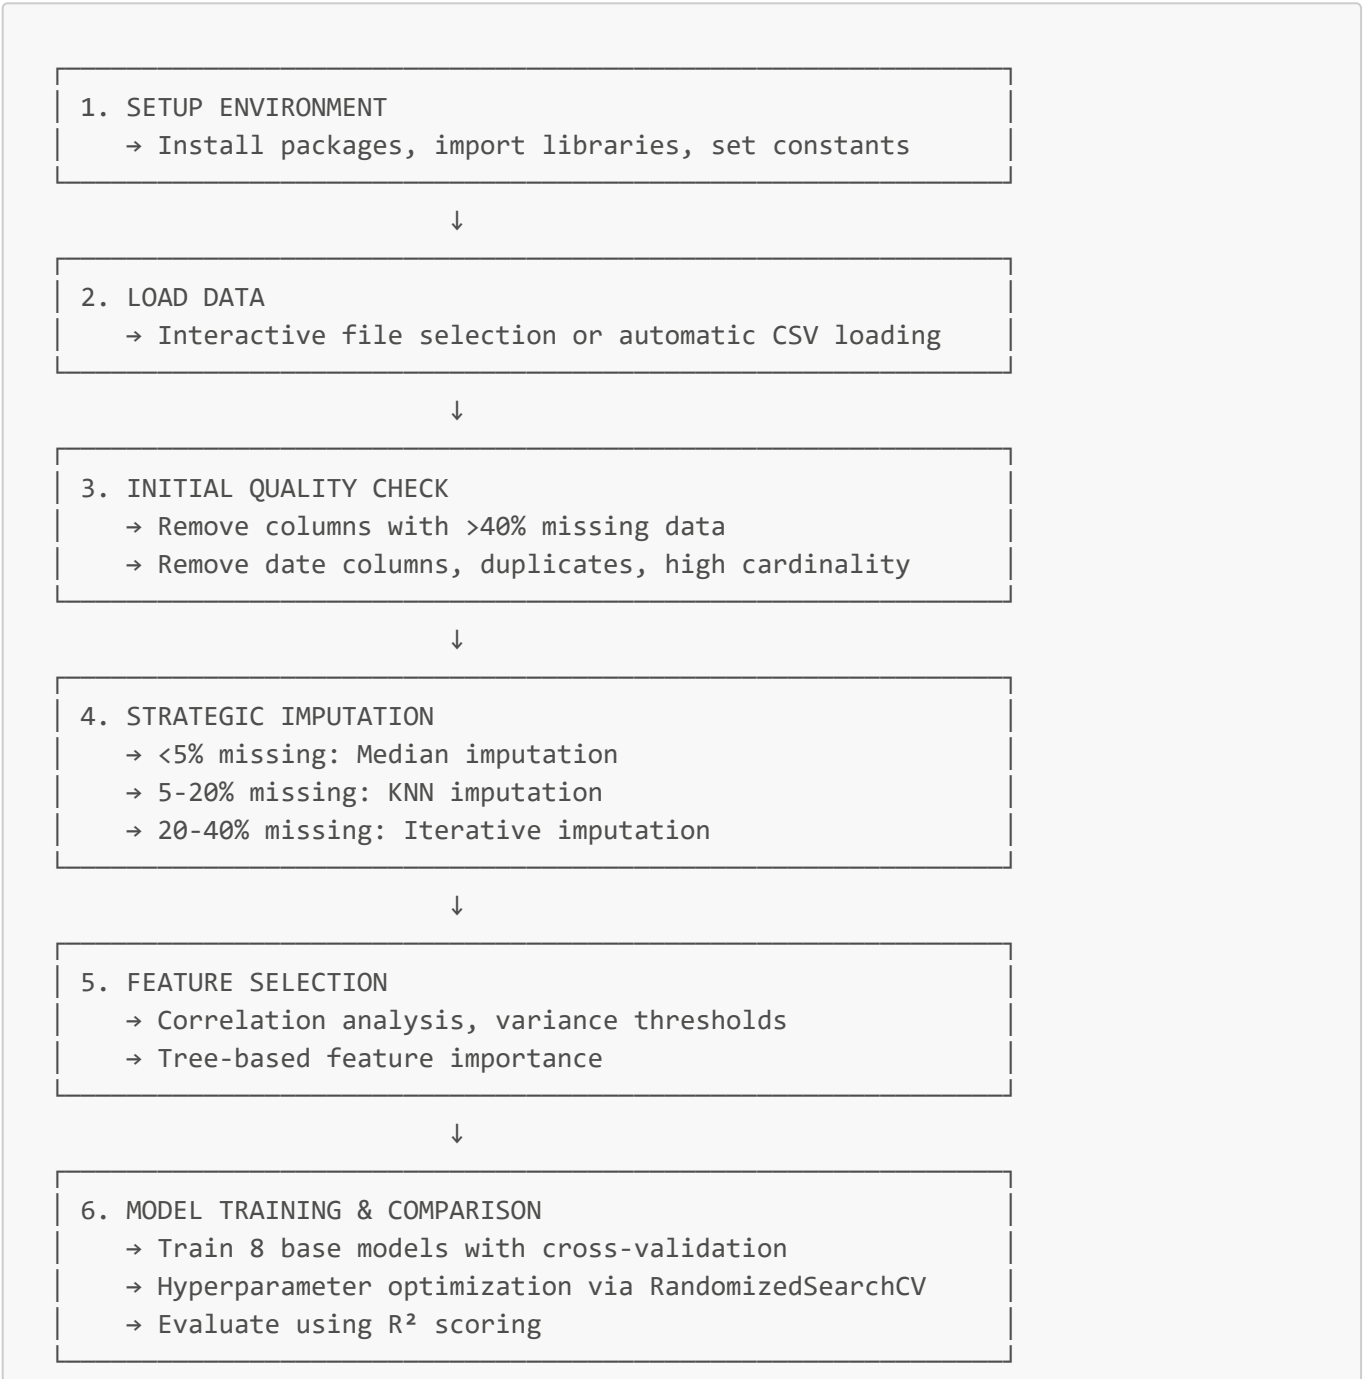 1. SETUP ENVIRONMENT
→ Install packages, import libraries, set constants
↓
2. LOAD DATA
→ Interactive file selection or automatic CSV loading
↓
3. INITIAL QUALITY CHECK
→ Remove columns with >40% missing data
→ Remove date columns, duplicates, high cardinality
↓
4. STRATEGIC IMPUTATION
→ <5% missing: Median imputation
→ 5-20% missing: KNN imputation
→ 20-40% missing: Iterative imputation
↓
5. FEATURE SELECTION
→ Correlation analysis, variance thresholds
→ Tree-based feature importance
↓
6. MODEL TRAINING & COMPARISON
→ Train 8 base models with cross-validation
→ Hyperparameter optimization via RandomizedSearchCV
→ Evaluate using R² scoring